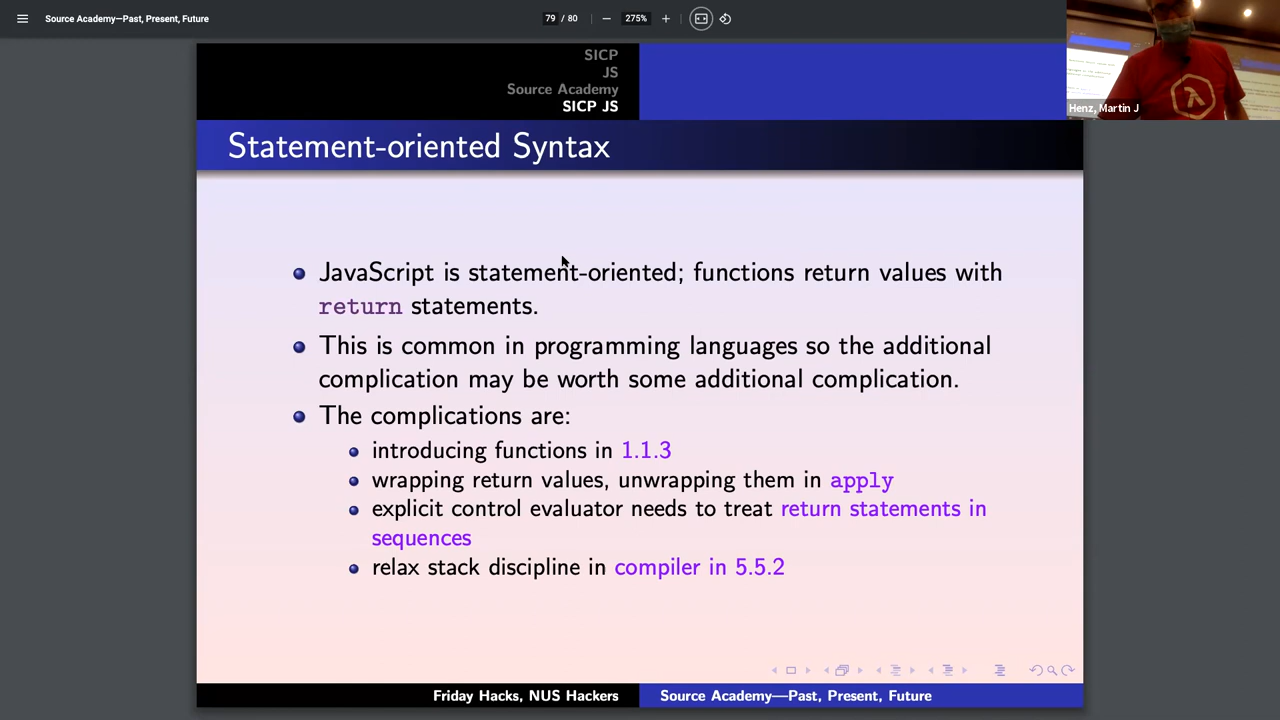 Source Academy—Past, Present, Future
79 / 80
275%
SICP
JS
Source Academy
SICP JS
Henz, Martin J
λ
Statement-oriented Syntax
JavaScript is statement-oriented; functions return values with
return statements.
This is common in programming languages so the additional
complication may be worth some additional complication.
The complications are:
introducing functions in 1.1.3
wrapping return values, unwrapping them in apply
explicit control evaluator needs to treat return statements in
sequences
relax stack discipline in compiler in 5.5.2
Friday Hacks, NUS Hackers
Source Academy—Past, Present, Future